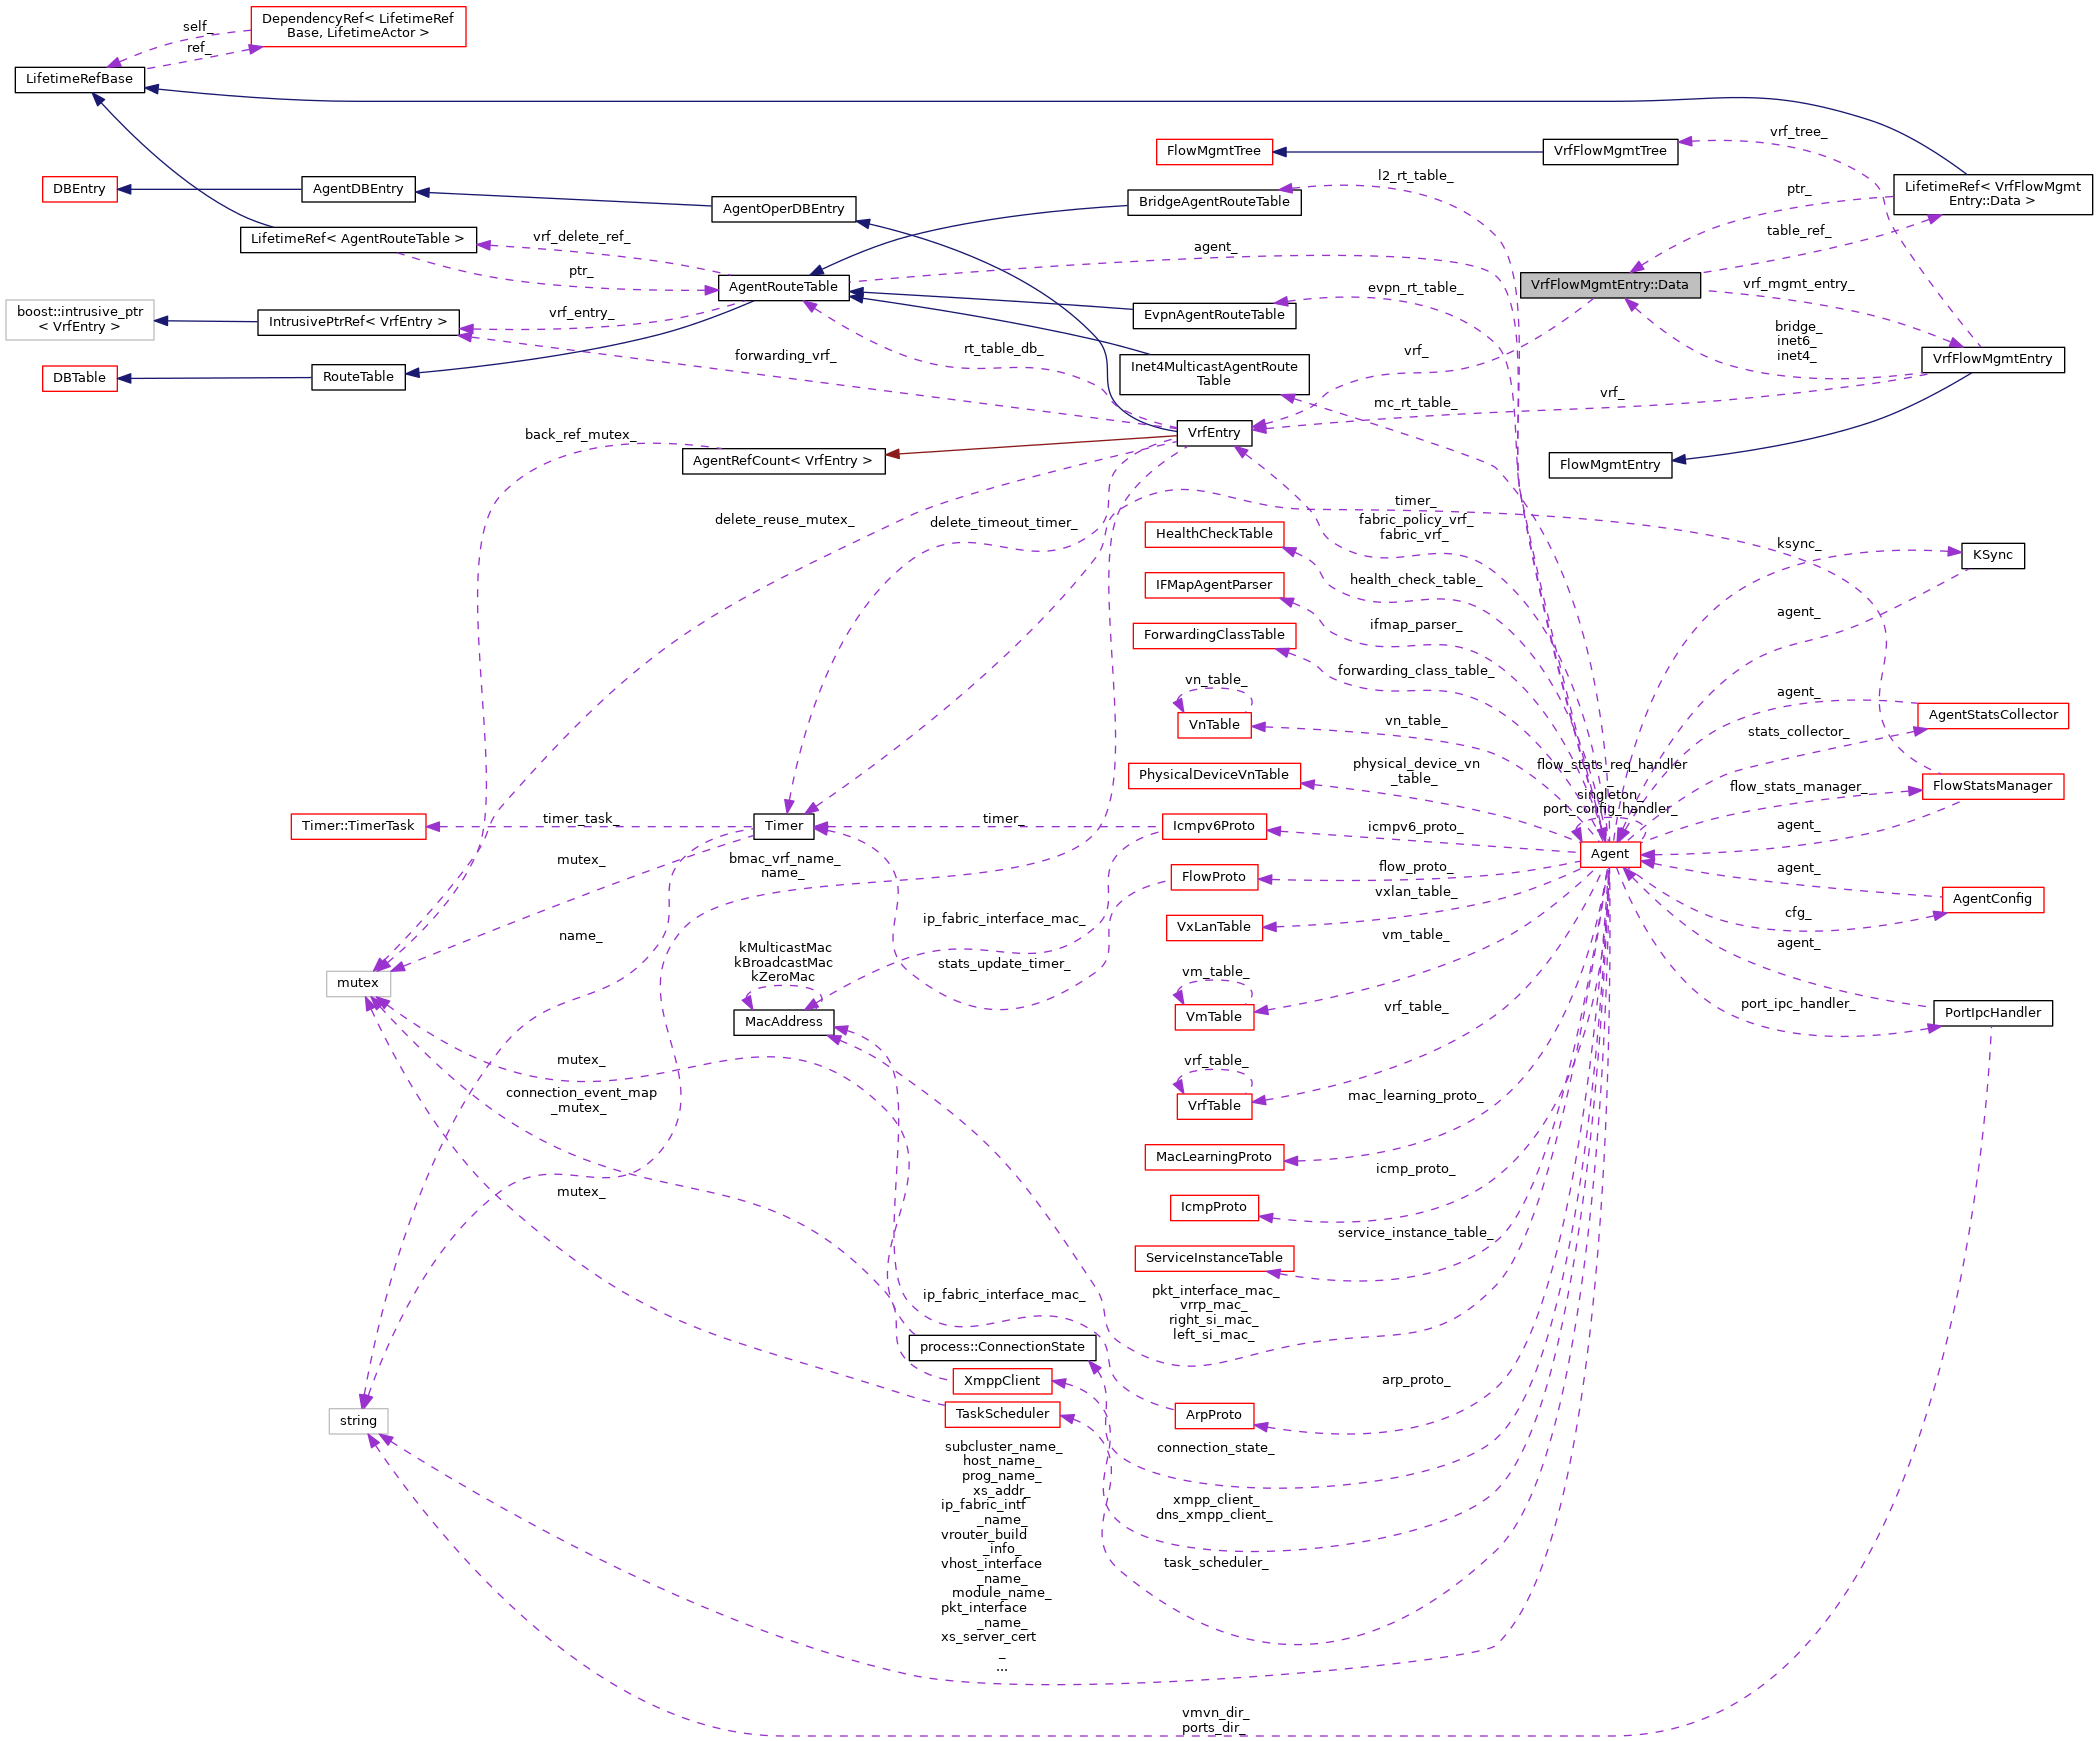 self_
DependencyRef< LifetimeRef
Base, LifetimeActor >
ref_
LifetimeRefBase
vrf_tree_
FlowMgmtTree
VrfFlowMgmtTree
l2_rt_table_
ptr_
LifetimeRef< VrfFlowMgmt
Entry::Data >
DBEntry
AgentDBEntry
AgentOperDBEntry
BridgeAgentRouteTable
table_ref_
LifetimeRef< AgentRouteTable >
vrf_delete_ref_
agent_
ptr_
AgentRouteTable
evpn_rt_table_
VrfFlowMgmtEntry::Data
vrf_mgmt_entry_
boost::intrusive_ptr
< VrfEntry >
IntrusivePtrRef< VrfEntry >
vrf_entry_
EvpnAgentRouteTable
bridge_
inet6_
inet4_
forwarding_vrf_
rt_table_db_
vrf_
VrfFlowMgmtEntry
DBTable
RouteTable
Inet4MulticastAgentRoute
Table
mc_rt_table_
vrf_
back_ref_mutex_
VrfEntry
AgentRefCount< VrfEntry >
FlowMgmtEntry
timer_
delete_reuse_mutex_
delete_timeout_timer_
fabric_policy_vrf_
fabric_vrf_
HealthCheckTable
ksync_
KSync
health_check_table_
IFMapAgentParser
agent_
ifmap_parser_
ForwardingClassTable
forwarding_class_table_
vn_table_
agent_
VnTable
vn_table_
AgentStatsCollector
stats_collector_
PhysicalDeviceVnTable
physical_device_vn
_table_
flow_stats_req_handler
singleton_
port_config_handler_
flow_stats_manager_
FlowStatsManager
Timer::TimerTask
timer_task_
Timer
timer_
Icmpv6Proto
icmpv6_proto_
agent_
Agent
mutex_
bmac_vrf_name_
name_
FlowProto
flow_proto_
agent_
vxlan_table_
AgentConfig
cfg_
ip_fabric_interface_mac_
VxLanTable
name_
vm_table_
agent_
kMulticastMac
kBroadcastMac
kZeroMac
stats_update_timer_
vm_table_
mutex
MacAddress
VmTable
vrf_table_
port_ipc_handler_
PortIpcHandler
mutex_
vrf_table_
connection_event_map
_mutex_
VrfTable
mac_learning_proto_
MacLearningProto
icmp_proto_
mutex_
IcmpProto
service_instance_table_
ServiceInstanceTable
ip_fabric_interface_mac_
pkt_interface_mac_
vrrp_mac_
right_si_mac_
left_si_mac_
process::ConnectionState
XmppClient
arp_proto_
TaskScheduler
ArpProto
string
connection_state_
subcluster_name_
host_name_
prog_name_
xs_addr_
ip_fabric_intf
_name_
vrouter_build
_info_
vhost_interface
_name_
module_name_
pkt_interface
_name_
xs_server_cert
_
...
xmpp_client_
dns_xmpp_client_
task_scheduler_
vmvn_dir_
ports_dir_